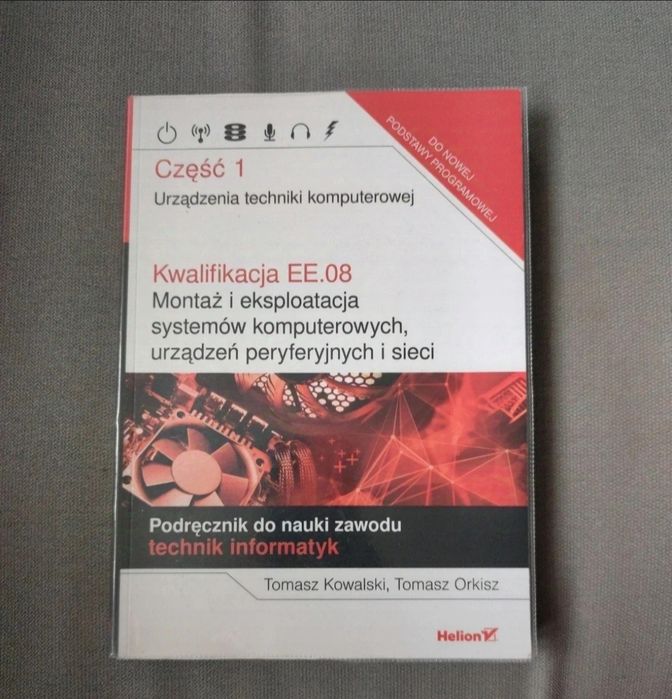 DO NOWEJ
PODSTAWY PROGRAMOWEJ
Część 1
Urządzenia techniki komputerowej
Kwalifikacja EE.08
Montaż i eksploatacja
systemów komputerowych,
urządzeń peryferyjnych i sieci
Podręcznik do nauki zawodu
technik informatyk
Tomasz Kowalski, Tomasz Orkisz
Helion